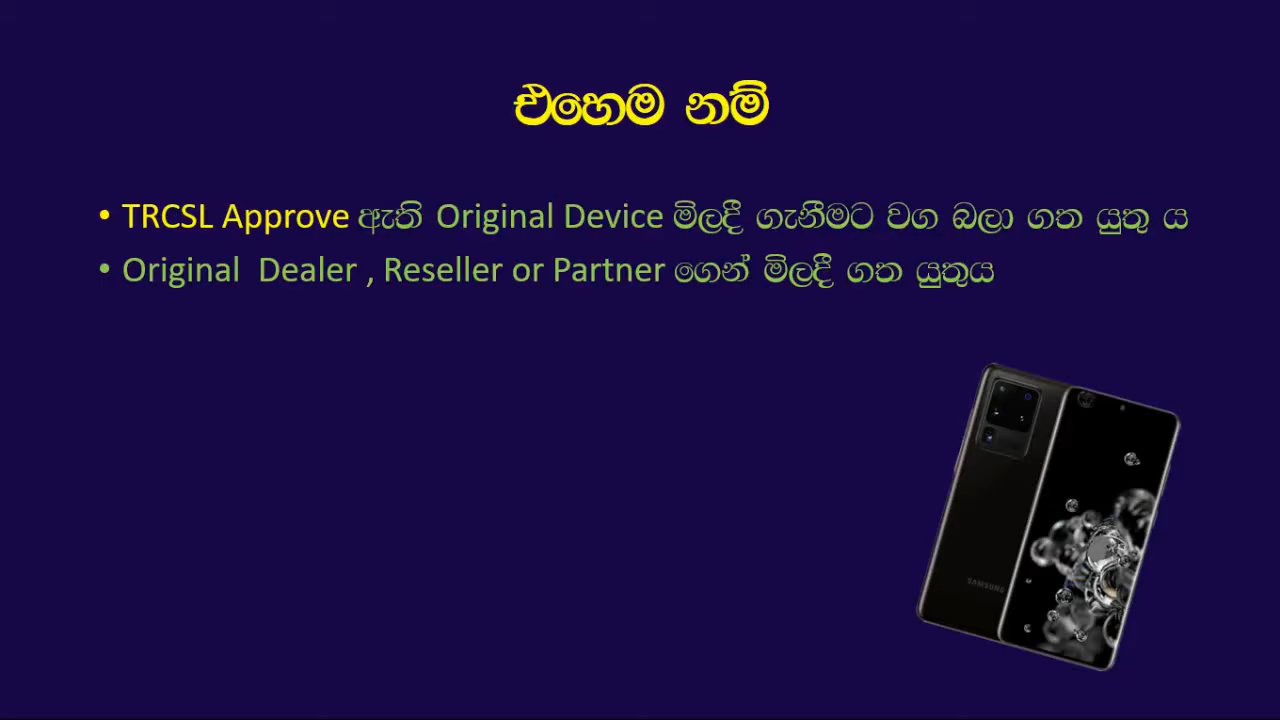 එහෙම නම්
• TRCSL Approve ඇති Original Device මිලදී ගැනීමට වග බලා ගත යුතු ය
• Original Dealer , Reseller or Partner ගෙන් මිලදී ගත යුතුය
SAMSUNG